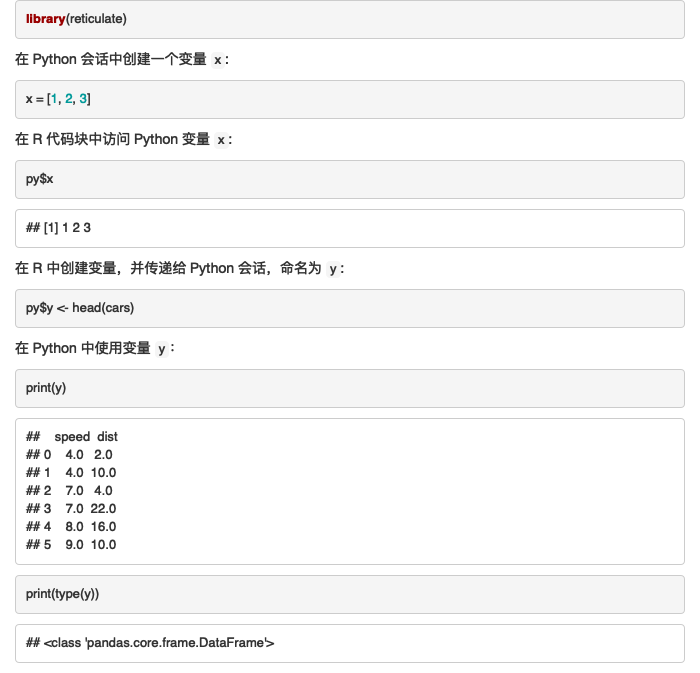 library(reticulate)
在 Python 会话中创建一个变量 x：
x = [1, 2, 3]
在 R 代码块中访问 Python 变量 x：
py$x
## [1] 1 2 3
在 R 中创建变量，并传递给 Python 会话，命名为 y：
py$y <- head(cars)
在 Python 中使用变量 y：
print(y)
##    speed  dist
## 0    4.0   2.0
## 1    4.0  10.0
## 2    7.0   4.0
## 3    7.0  22.0
## 4    8.0  16.0
## 5    9.0  10.0
print(type(y))
## <class 'pandas.core.frame.DataFrame'>